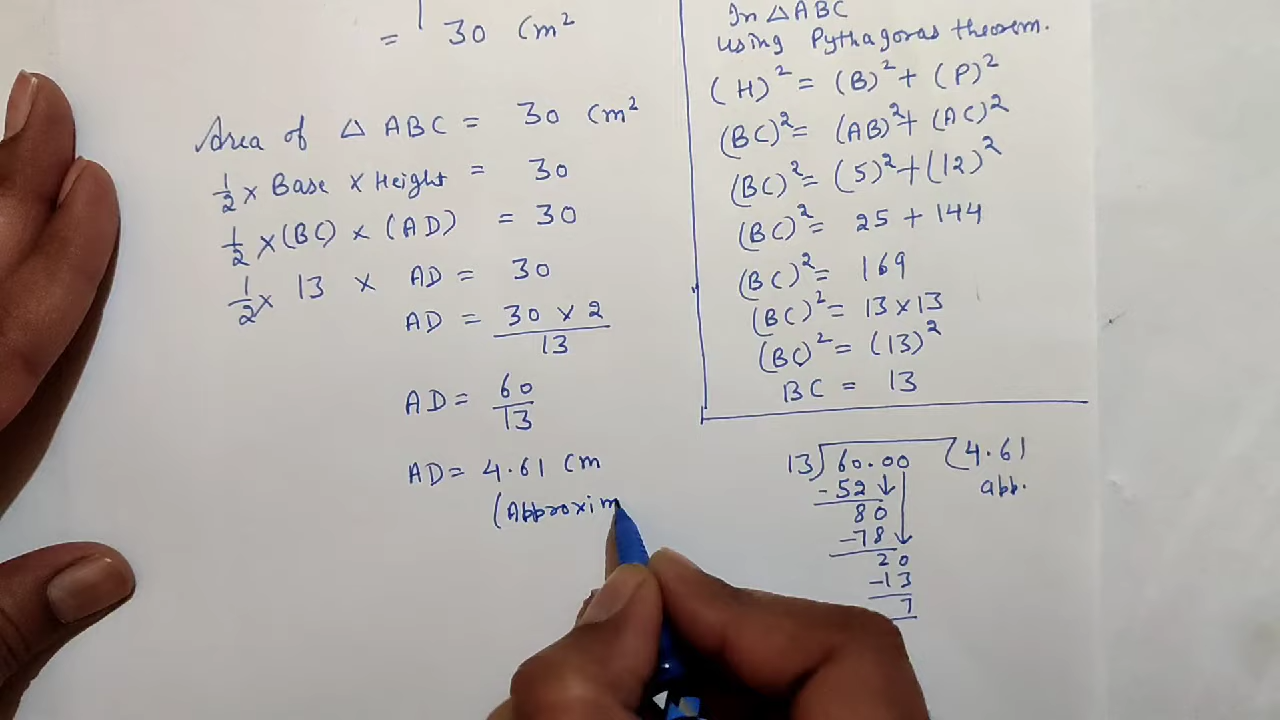 = 30 Cm²
Area of △ ABC = 30 Cm²
1/2 × Base × Height = 30
1/2 × (BC) × (AD) = 30
1/2 × 13 × AD = 30
AD = 30 × 2 / 13
AD = 60/13
AD = 4.61 Cm
(Approxim
In △ABC
using Pythagoras theorem.
(H)² = (B)² + (P)²
(BC)² = (AB)² + (AC)²
(BC)² = (5)² + (12)²
(BC)² = 25 + 144
(BC)² = 169
(BC)² = 13 × 13
(BC)² = (13)²
BC = 13
13)60.00(4.61
-52 app.
80
-78
20
-13
7